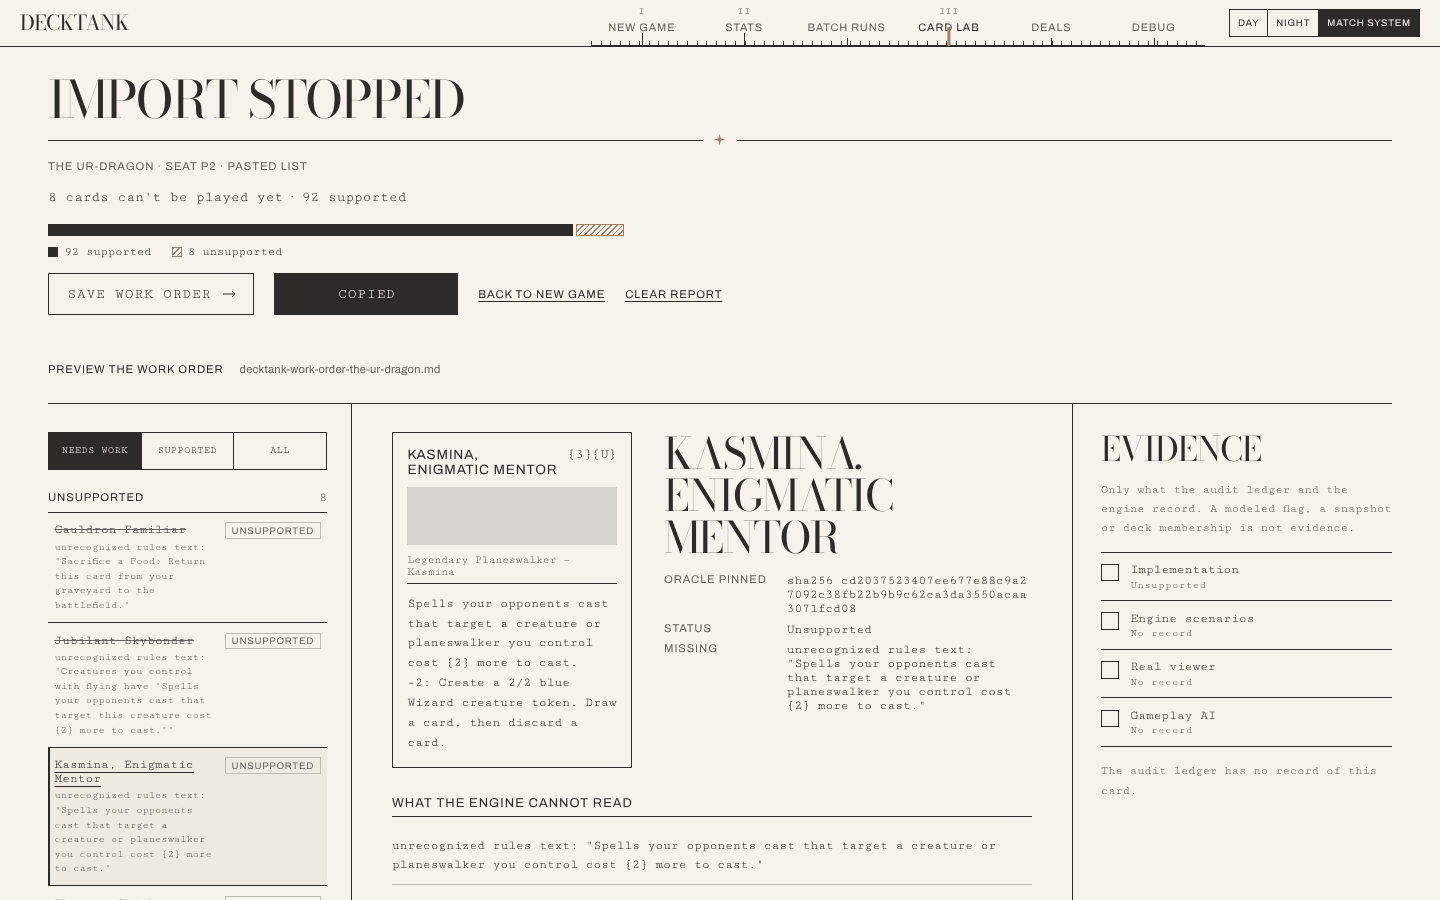 DECKTANK
I
II
III
NEW GAME
STATS
BATCH RUNS
CARD LAB
DEALS
DEBUG
DAY
NIGHT
MATCH SYSTEM
IMPORT STOPPED
THE UR-DRAGON · SEAT P2 · PASTED LIST
8 cards can't be played yet · 92 supported
92 supported
8 unsupported
SAVE WORK ORDER →
COPIED
BACK TO NEW GAME
CLEAR REPORT
PREVIEW THE WORK ORDER
decktank-work-order-the-ur-dragon.md
NEEDS WORK
SUPPORTED
ALL
UNSUPPORTED
8
Cauldron Familiar
UNSUPPORTED
unrecognized rules text:
"Sacrifice a Food: Return
this card from your
graveyard to the
battlefield."
Jubilant Skybonder
UNSUPPORTED
unrecognized rules text:
"Creatures you control
with flying have 'Spells
your opponents cast that
target this creature cost
{2} more to cast.'"
Kasmina, Enigmatic
Mentor
UNSUPPORTED
unrecognized rules text:
"Spells your opponents
cast that target a
creature or planeswalker
you control cost {2} more
to cast."
KASMINA,
ENIGMATIC MENTOR
{3}{U}
Legendary Planeswalker —
Kasmina
Spells your opponents cast
that target a creature or
planeswalker you control
cost {2} more to cast.
-2: Create a 2/2 blue
Wizard creature token. Draw
a card, then discard a
card.
KASMINA,
ENIGMATIC
MENTOR
ORACLE PINNED
sha256 cd2037523407ee677e88c9a2
7092c38fb22b9b9c62ca3da3550acaa
3071fcd08
STATUS
Unsupported
MISSING
unrecognized rules text:
"Spells your opponents cast
that target a creature or
planeswalker you control cost
{2} more to cast."
WHAT THE ENGINE CANNOT READ
unrecognized rules text: "Spells your opponents cast that target a creature or
planeswalker you control cost {2} more to cast."
EVIDENCE
Only what the audit ledger and the
engine record. A modeled flag, a snapshot
or deck membership is not evidence.
Implementation
Unsupported
Engine scenarios
No record
Real viewer
No record
Gameplay AI
No record
The audit ledger has no record of this
card.